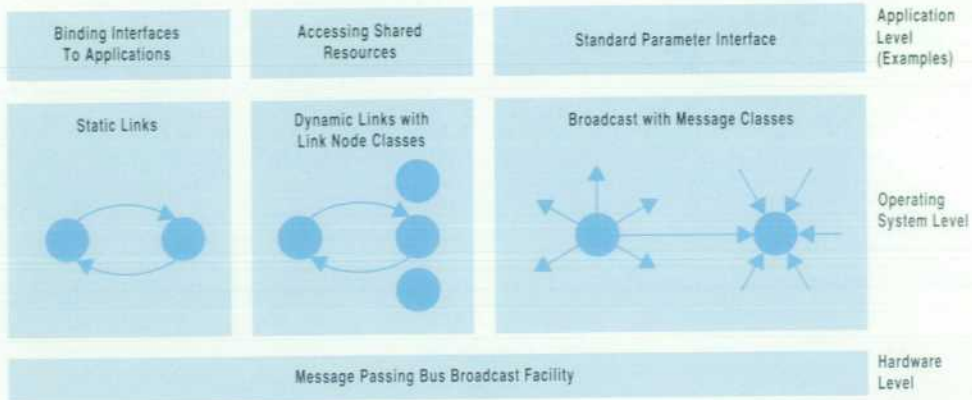 Binding Interfaces
To Applications
Accessing Shared
Resources
Standard Parameter Interface
Application
Level
(Examples)
Static Links
Dynamic Links with
Link Node Classes
Broadcast with Message Classes
Operating
System Level
Message Passing Bus Broadcast Facility
Hardware
Level